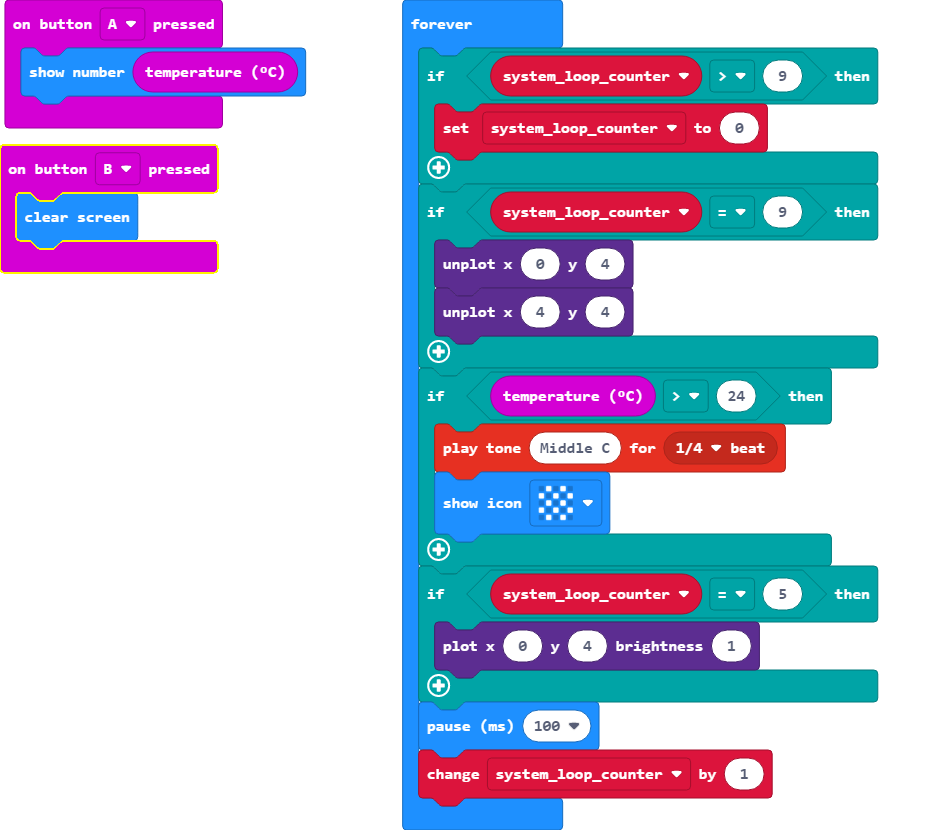 on button A pressed
show number temperature (ºC)
on button B pressed
clear screen
forever
if system_loop_counter > 9 then
set system_loop_counter to 0
if system_loop_counter = 9 then
unplot x 0 y 4
unplot x 4 y 4
if temperature (ºC) > 24 then
play tone Middle C for 1/4 beat
show icon
if system_loop_counter = 5 then
plot x 0 y 4 brightness 1
pause (ms) 100
change system_loop_counter by 1